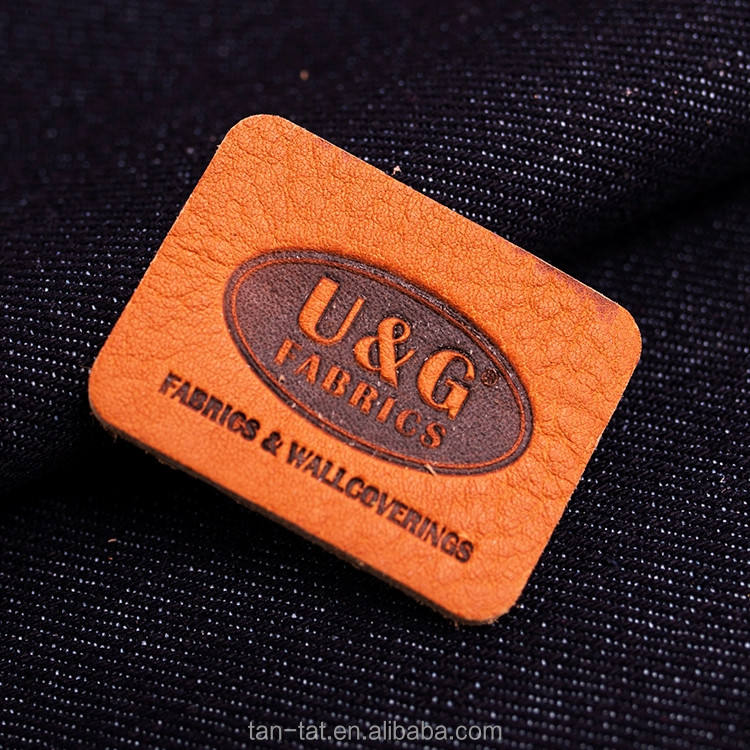 U&G®
FABRICS
FABRICS & WALLCOVERINGS
tan-tat.en.alibaba.com